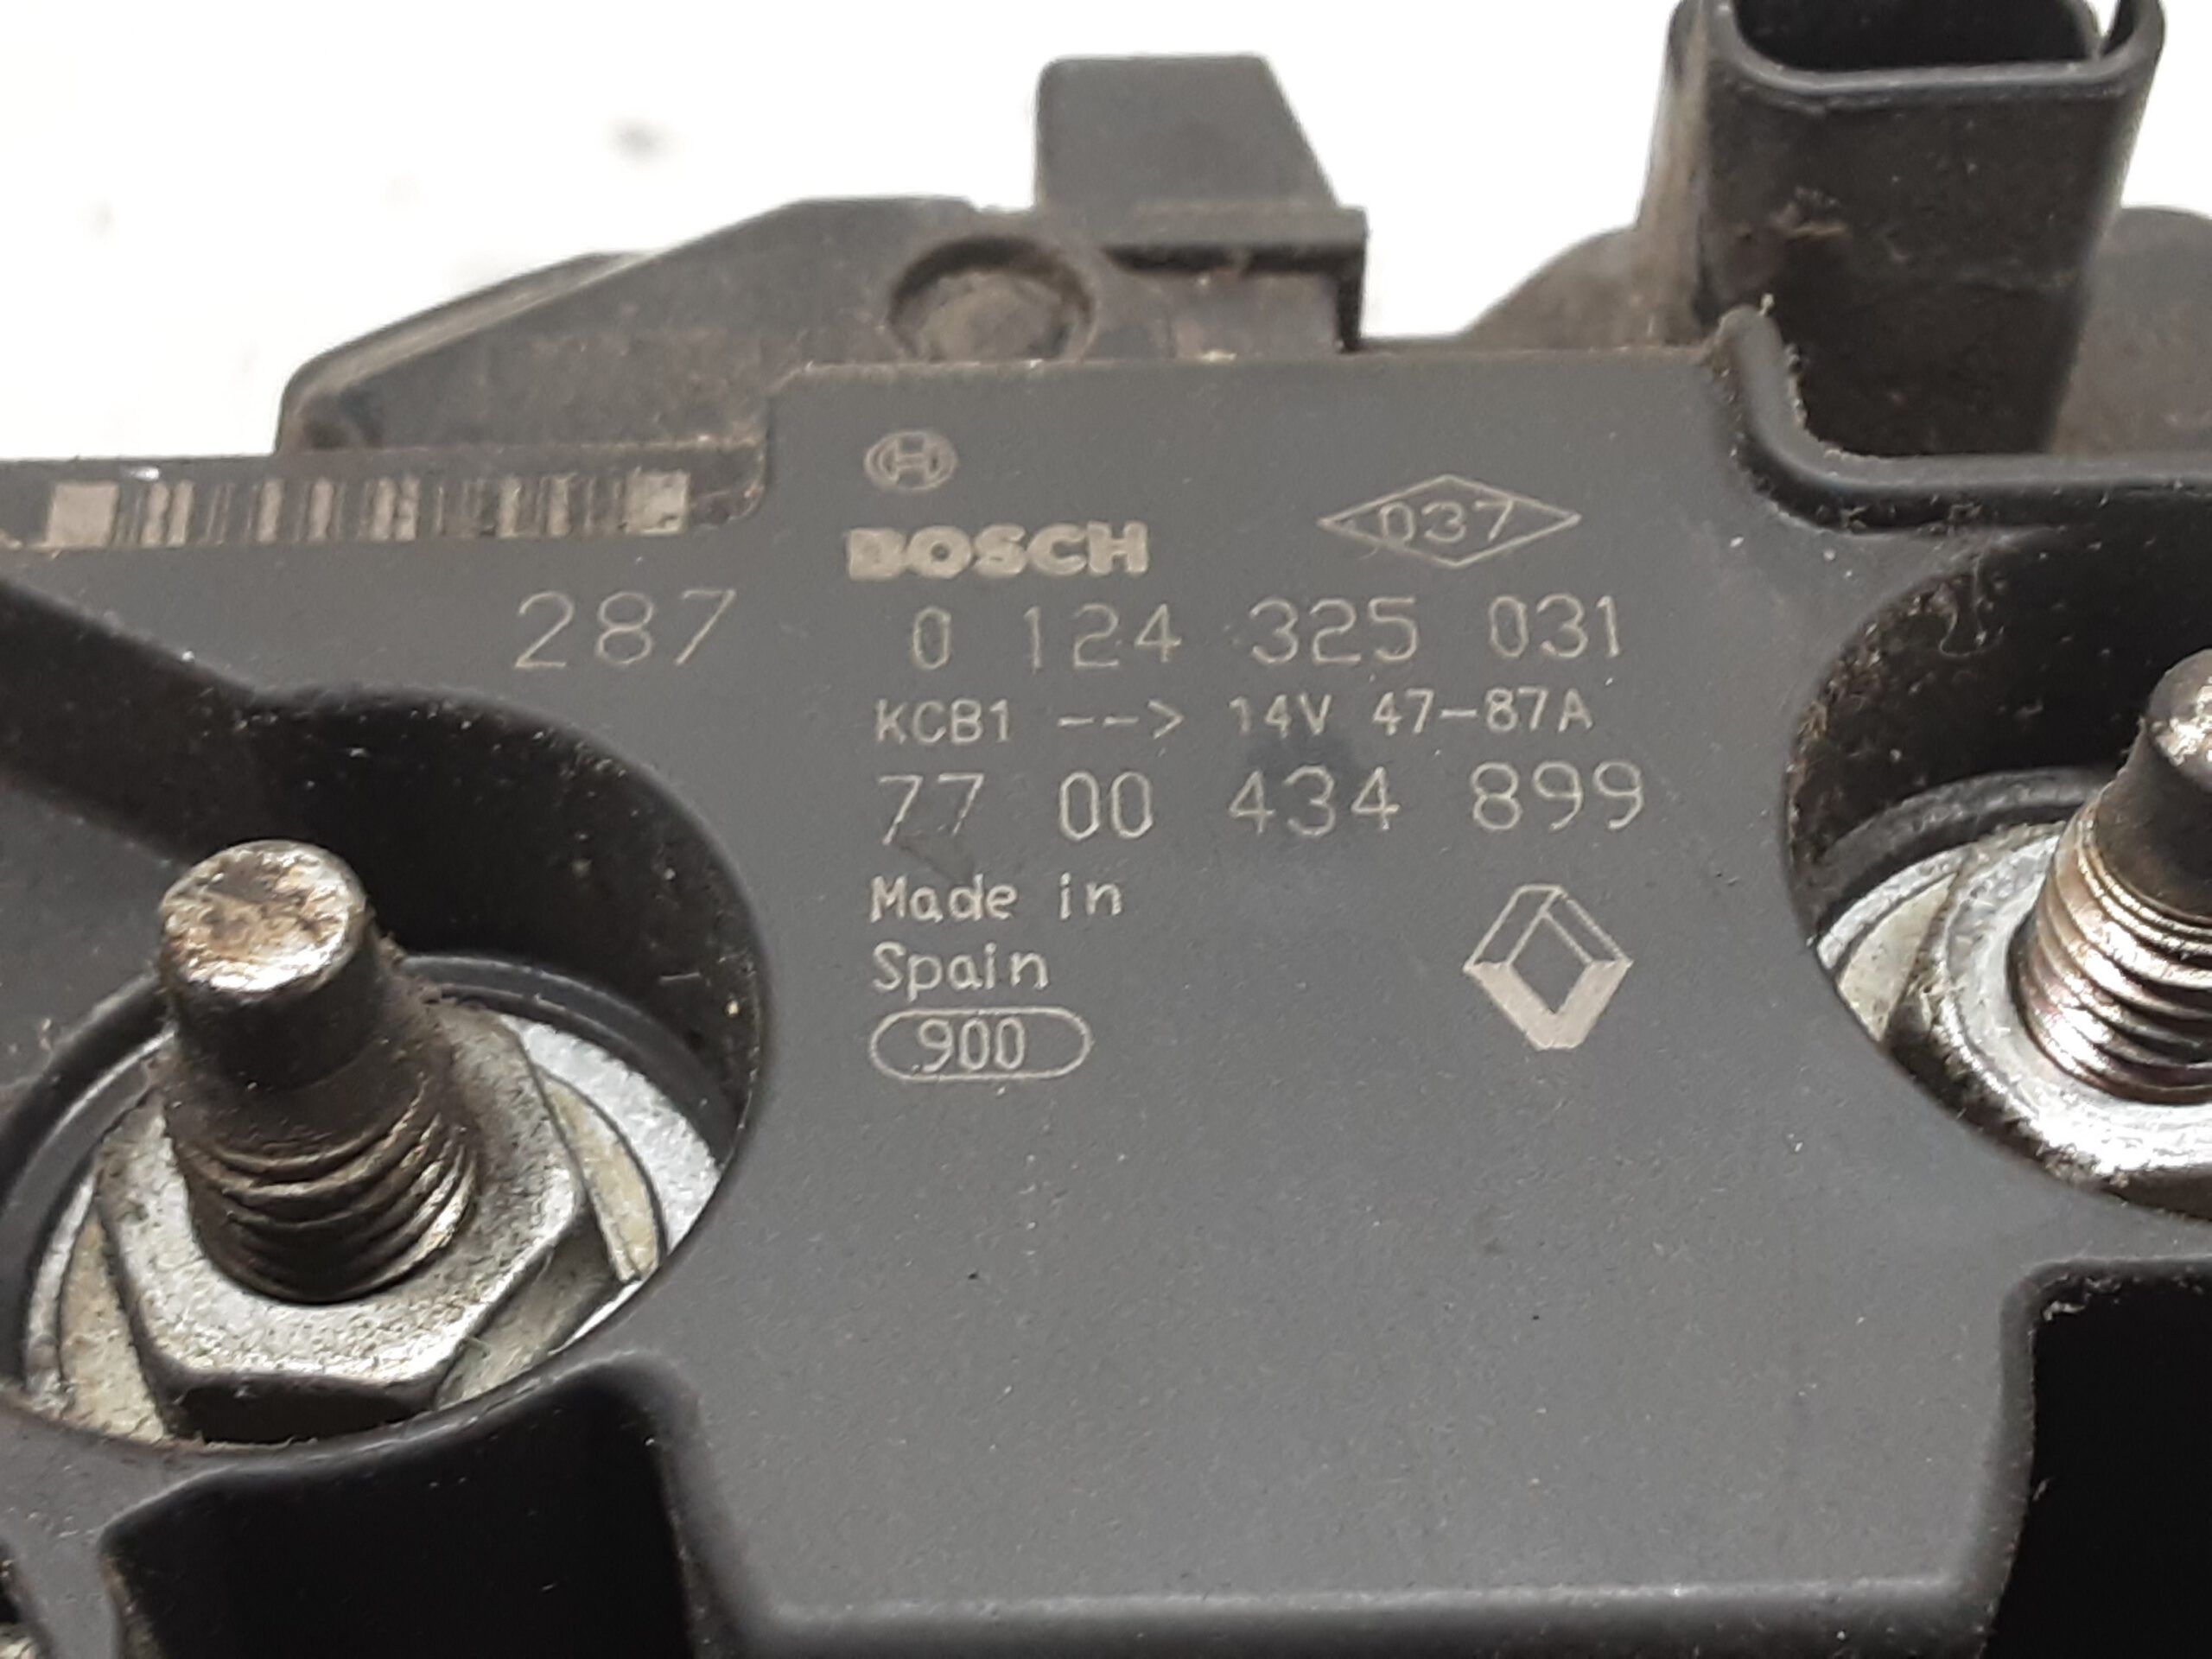 BOSCH
037
287
0 124 325 031
KCB1 --> 14V 47-87A
77 00 434 899
Made in
Spain
900